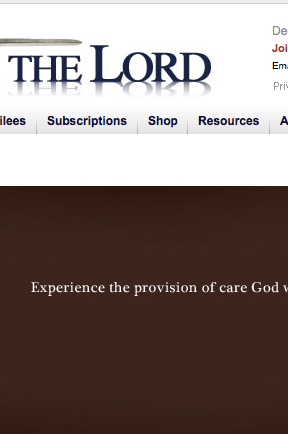 De
THE LORD
Joi
Ema
Priv
ilees Subscriptions Shop Resources A
Experience the provision of care God w